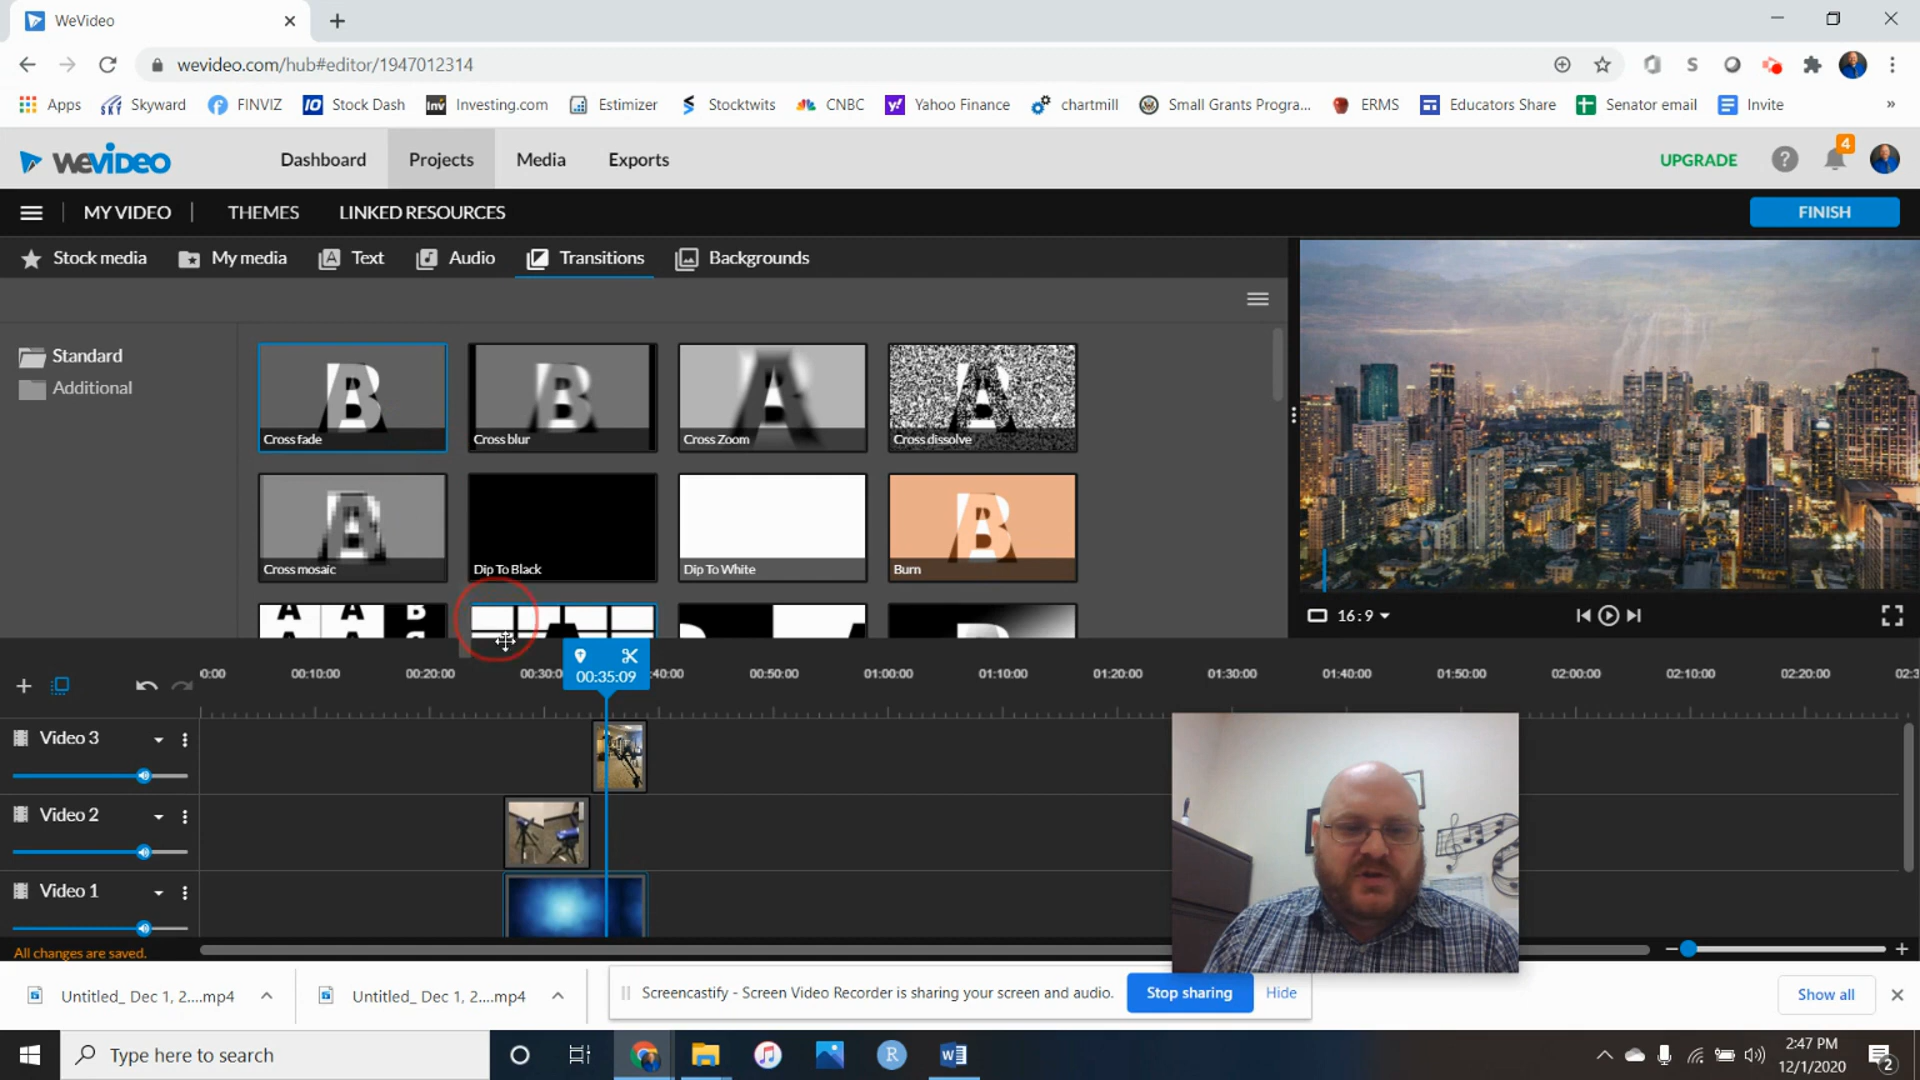 WeVideo
wevideo.com/hub#editor/1947012314
Apps Skyward FINVIZ Stock Dash Investing.com Estimizer Stocktwits CNBC Yahoo Finance chartmill Small Grants Progra... ERMS Educators Share Senator email Invite »
WEVIDEO Dashboard Projects Media Exports UPGRADE ? 4
MY VIDEO THEMES LINKED RESOURCES FINISH
Stock media My media Text Audio Transitions Backgrounds
Standard
Additional
Cross fade Cross blur Cross Zoom Cross dissolve
Cross mosaic Dip To Black Dip To White Burn
16:9
00:35:09
0:00 00:10:00 00:20:00 00:30:0 :40:00 00:50:00 01:00:00 01:10:00 01:20:00 01:30:00 01:40:00 01:50:00 02:00:00 02:10:00 02:20:00 02:3
Video 3
Video 2
Video 1
All changes are saved.
Untitled_ Dec 1, 2....mp4 Untitled_ Dec 1, 2....mp4 Screencastify - Screen Video Recorder is sharing your screen and audio. Stop sharing Hide Show all
Type here to search
2:47 PM
12/1/2020
2